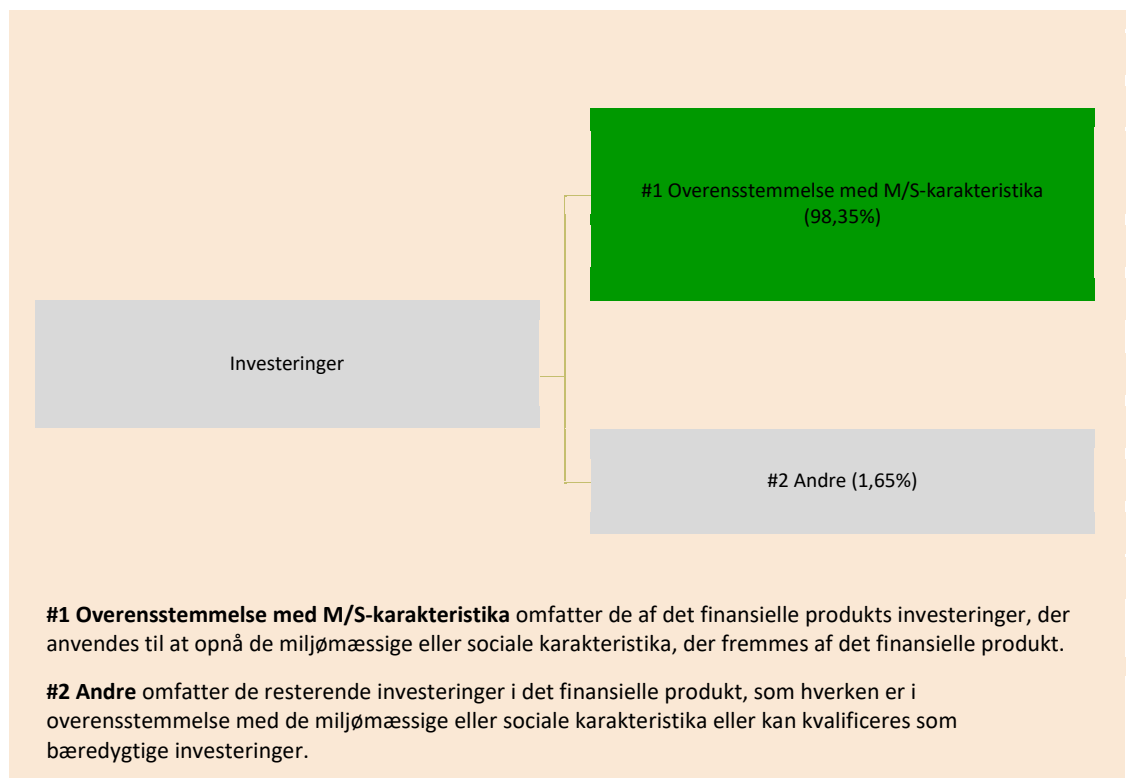 #1 Overensstemmelse med M/S-karakteristika
(98,35%)
Investeringer
#2 Andre (1,65%)
#1 Overensstemmelse med M/S-karakteristika omfatter de af det finansielle produkts investeringer, der
anvendes til at opnå de miljømæssige eller sociale karakteristika, der fremmes af det finansielle produkt.
#2 Andre omfatter de resterende investeringer i det finansielle produkt, som hverken er i
overensstemmelse med de miljømæssige eller sociale karakteristika eller kan kvalificeres som
bæredygtige investeringer.